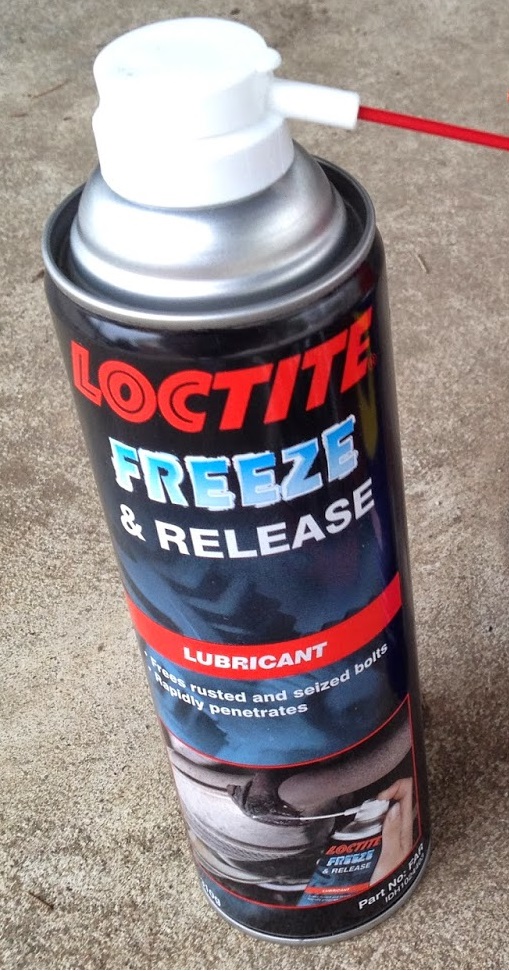 LOCTITE
FREEZE
& RELEASE
LUBRICANT
Frees rusted and seized bolts
Rapidly penetrates
LOCTITE
FREEZE
& RELEASE
LUBRICANT
Part No: FAR